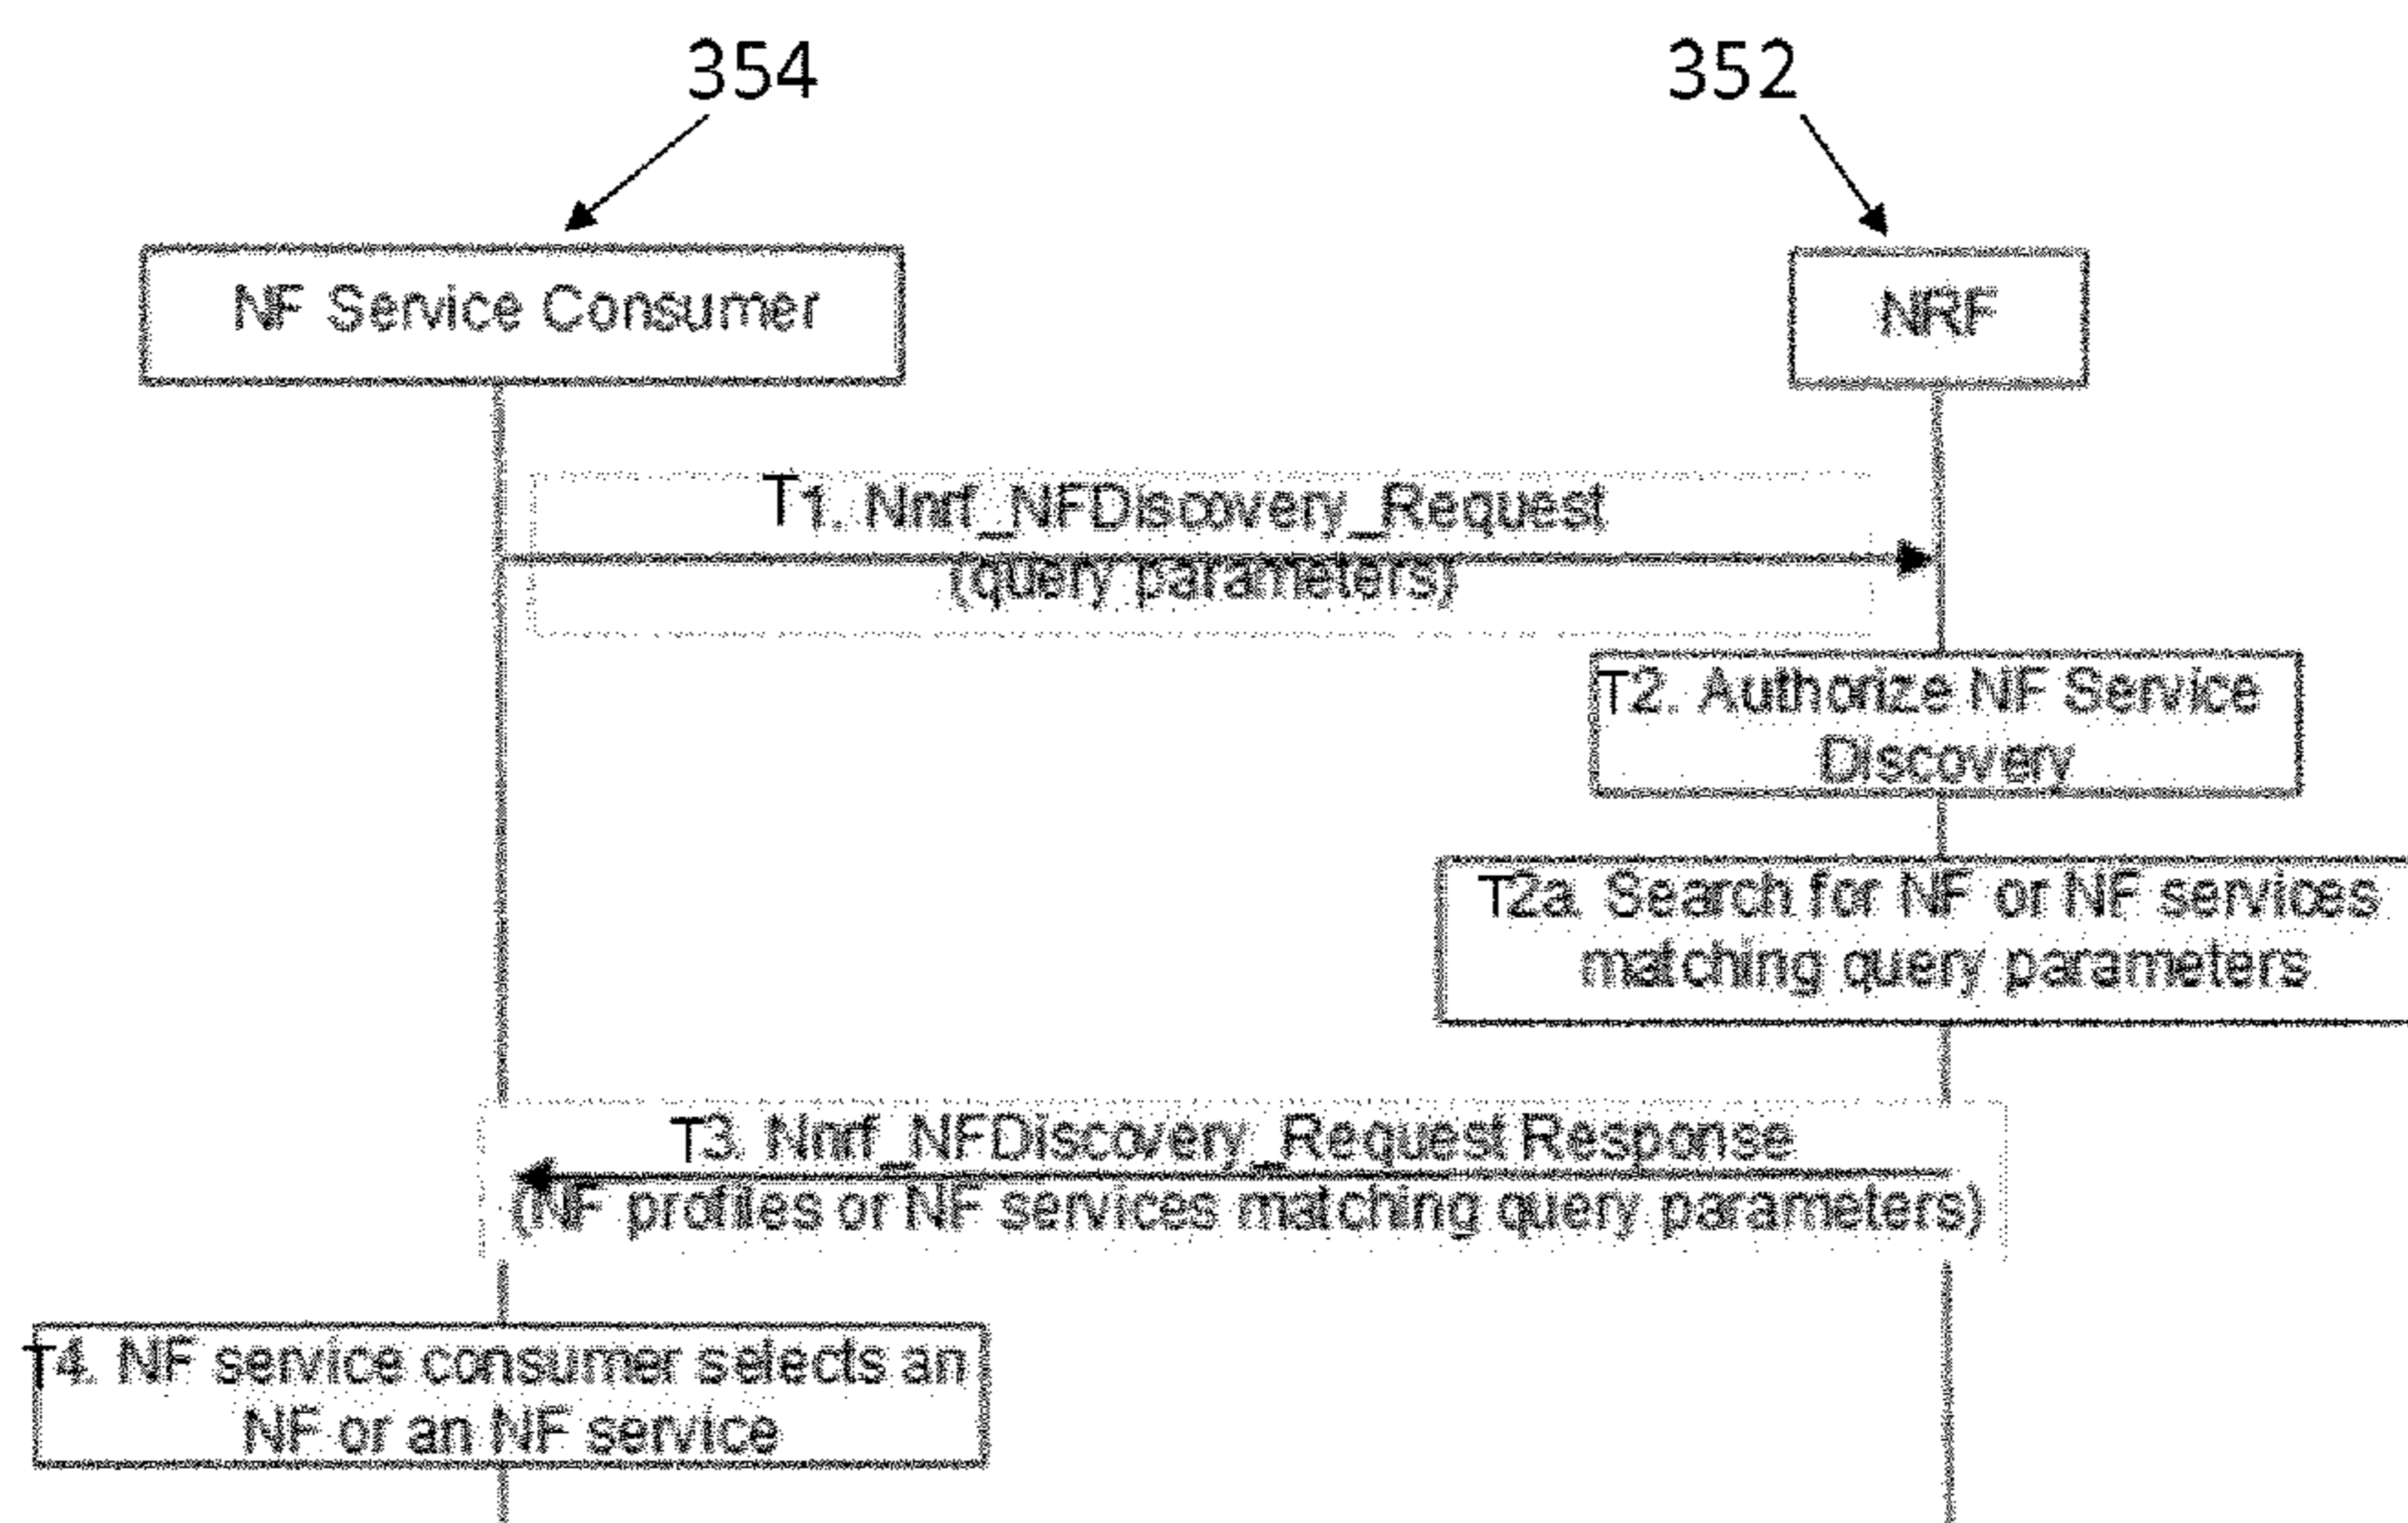 354
352
NF Service Consumer
NRF
T1. Nnrf_NFDiscovery_Request
(query parameters)
T2. Authorize NF Service
Discovery
T2a. Search for NF or NF services
matching query parameters
T3. Nnrf_NFDiscovery_Request Response
(NF profiles or NF services matching query parameters)
T4. NF service consumer selects an
NF or an NF service